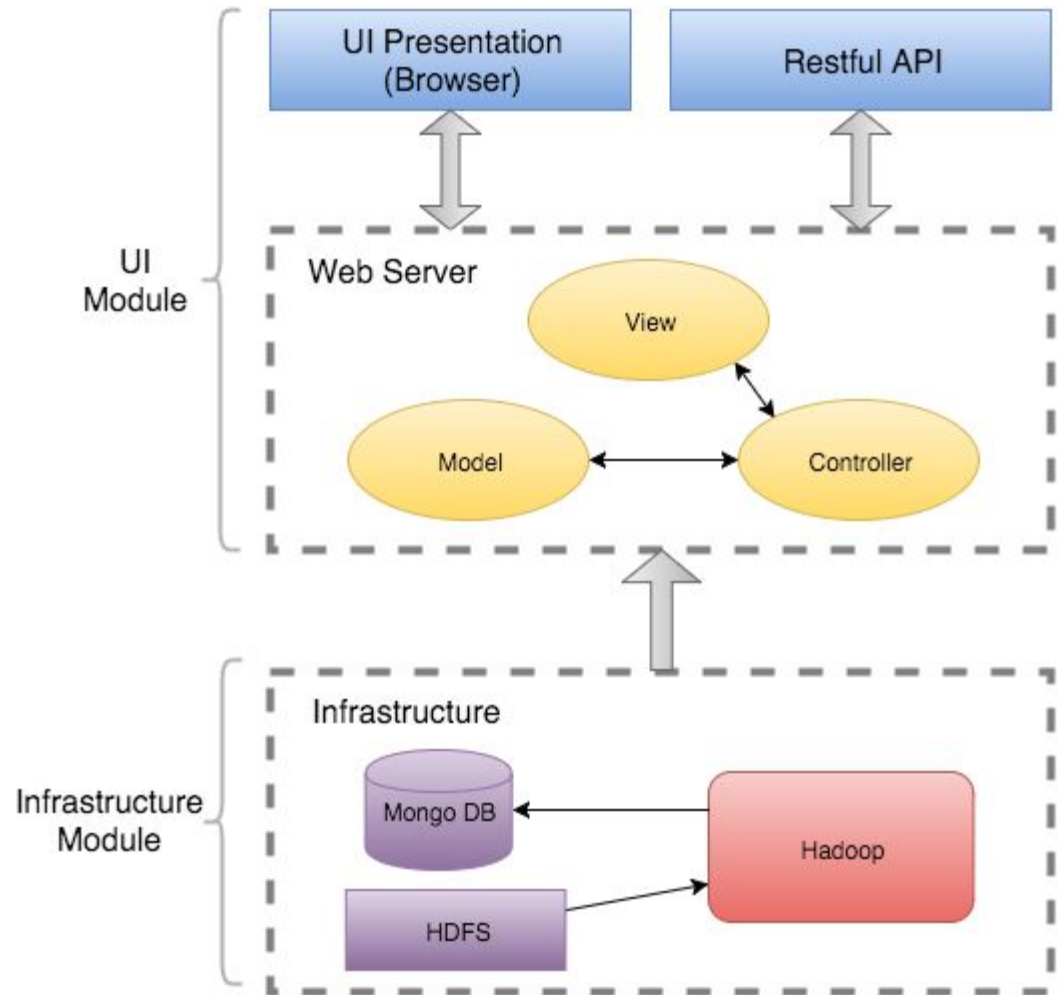 UI Presentation
(Browser)
Restful API
UI
Module
Web Server
View
Model
Controller
Infrastructure
Module
Infrastructure
Mongo DB
Hadoop
HDFS